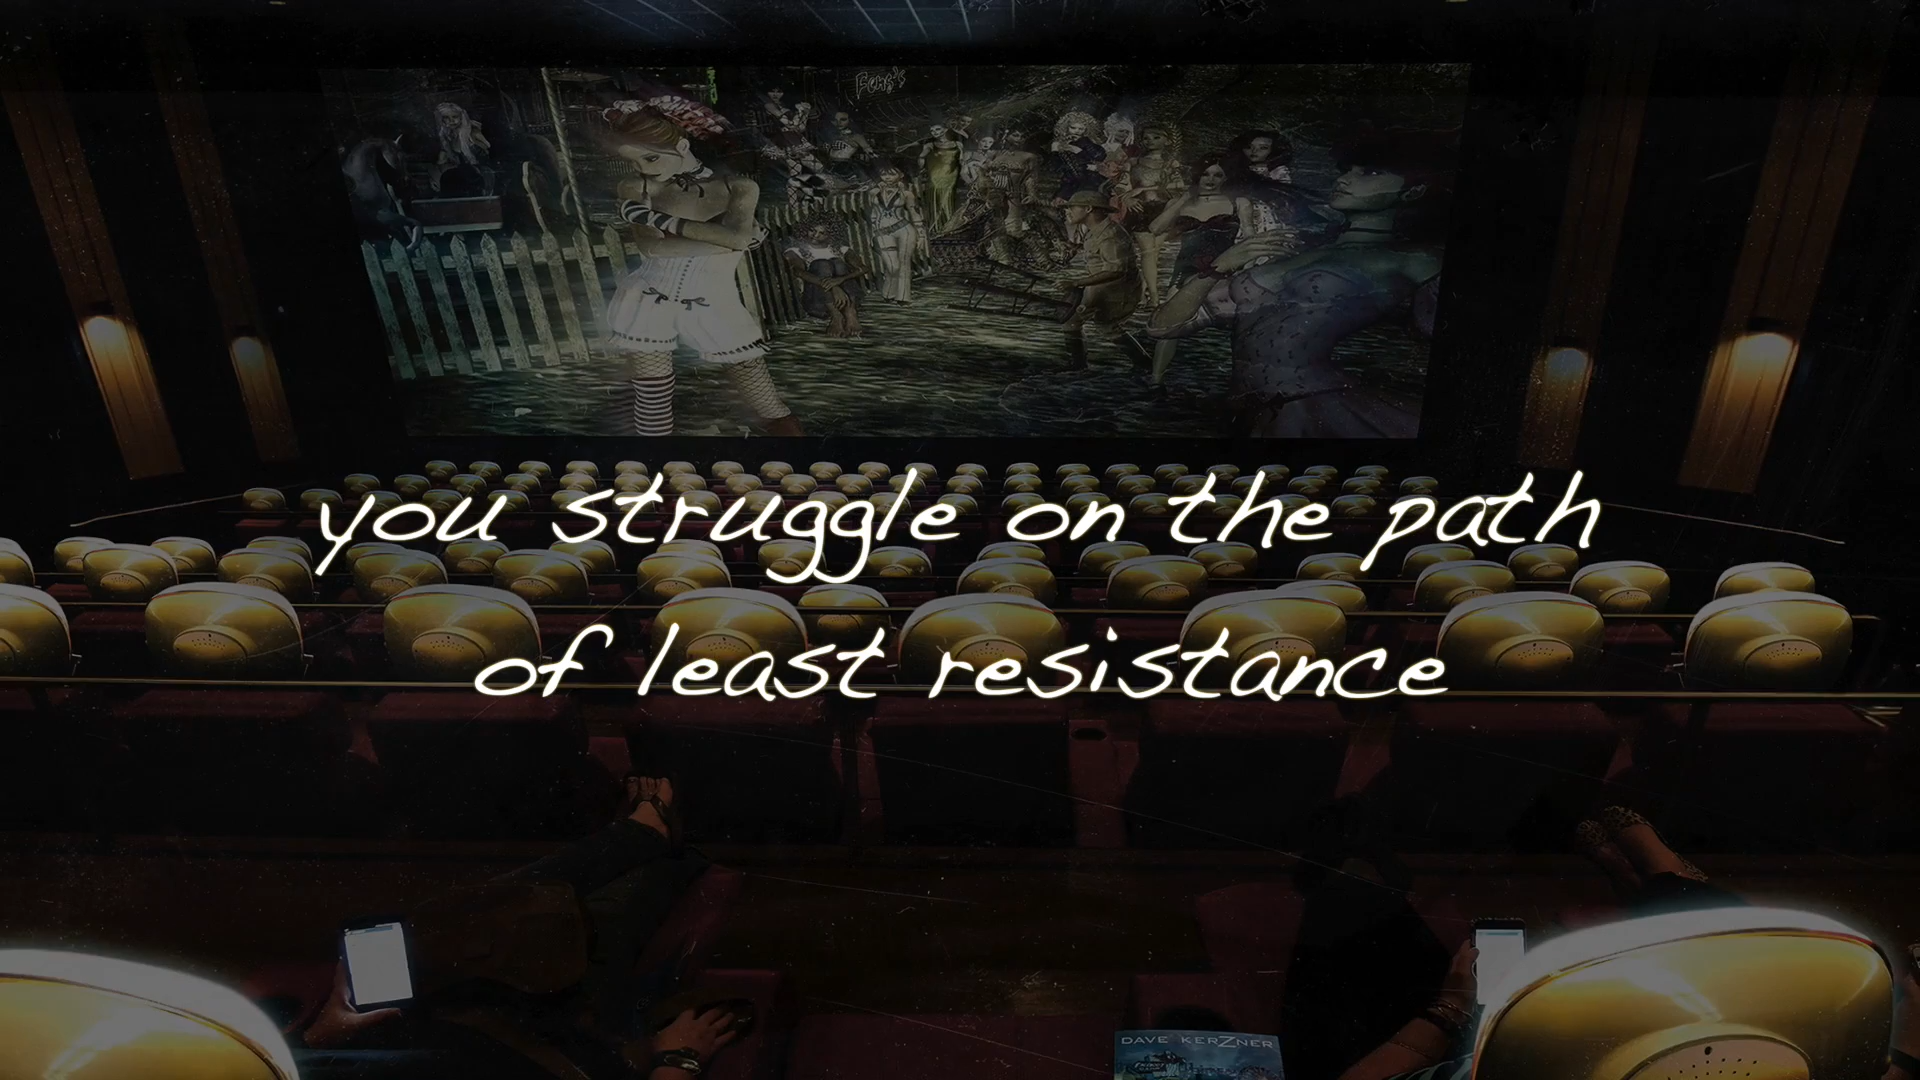 you struggle on the path
of least resistance
DAVE KERZNER